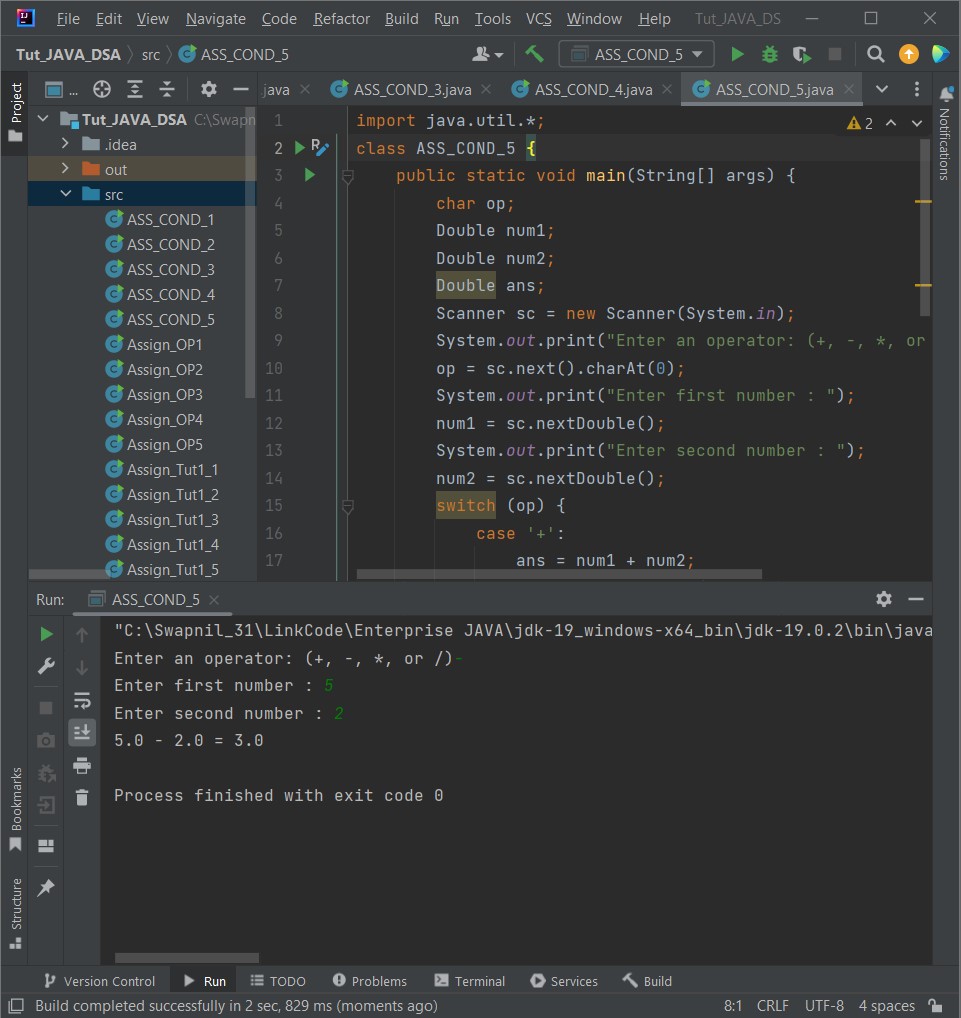 File Edit View Navigate Code Refactor Build Run Tools VCS Window Help Tut_JAVA_DS
Tut_JAVA_DSA src ASS_COND_5 ASS_COND_5
Project ... .java ASS_COND_3.java ASS_COND_4.java ASS_COND_5.java
Notifications
Tut_JAVA_DSA C:\Swapn
.idea
out
src
ASS_COND_1
ASS_COND_2
ASS_COND_3
ASS_COND_4
ASS_COND_5
Assign_OP1
Assign_OP2
Assign_OP3
Assign_OP4
Assign_OP5
Assign_Tut1_1
Assign_Tut1_2
Assign_Tut1_3
Assign_Tut1_4
Assign_Tut1_5
1 import java.util.*; 2
2 class ASS_COND_5 {
3 public static void main(String[] args) {
4 char op;
5 Double num1;
6 Double num2;
7 Double ans;
8 Scanner sc = new Scanner(System.in);
9 System.out.print("Enter an operator: (+, -, *, or
10 op = sc.next().charAt(0);
11 System.out.print("Enter first number : ");
12 num1 = sc.nextDouble();
13 System.out.print("Enter second number : ");
14 num2 = sc.nextDouble();
15 switch (op) {
16 case '+':
17 ans = num1 + num2;
Run: ASS_COND_5
"C:\Swapnil_31\LinkCode\Enterprise JAVA\jdk-19_windows-x64_bin\jdk-19.0.2\bin\java
Enter an operator: (+, -, *, or /)-
Enter first number : 5
Enter second number : 2
5.0 - 2.0 = 3.0
Process finished with exit code 0
Bookmarks
Structure
Version Control Run TODO Problems Terminal Services Build
Build completed successfully in 2 sec, 829 ms (moments ago) 8:1 CRLF UTF-8 4 spaces